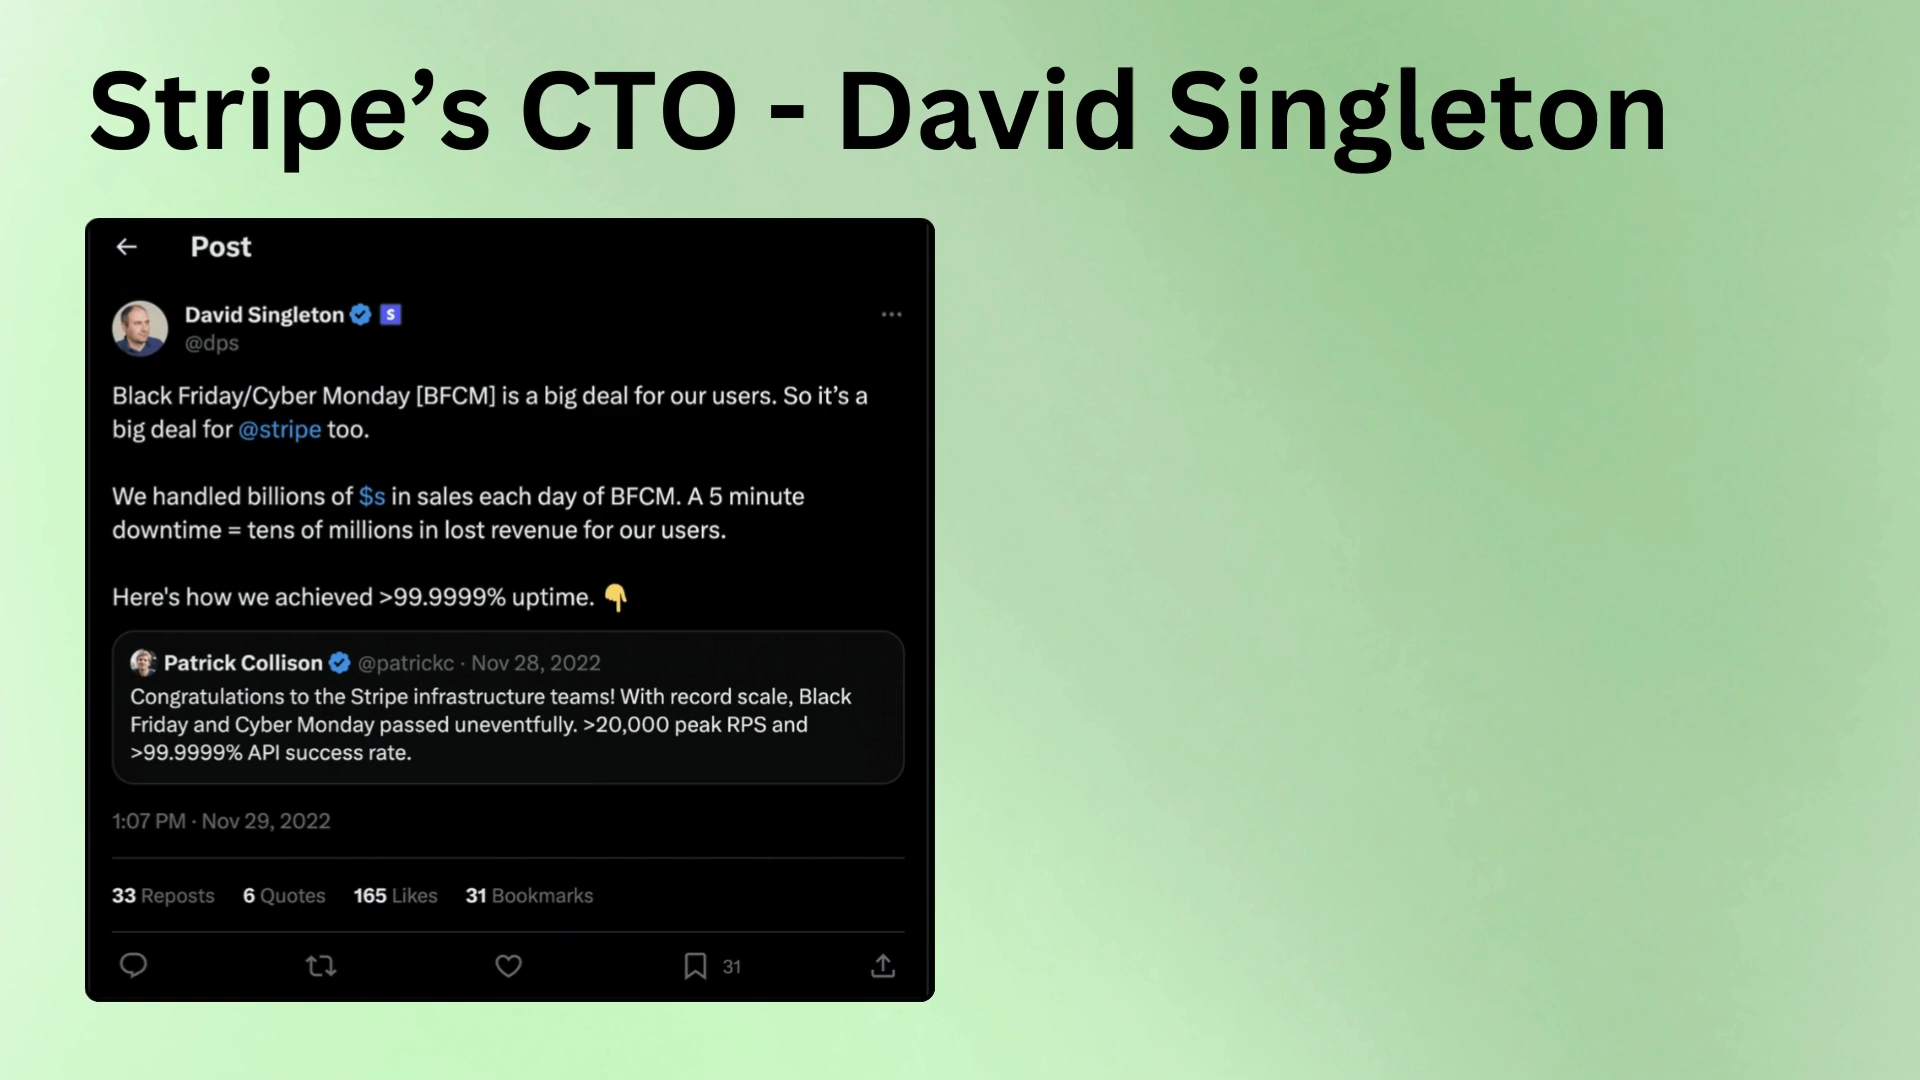 Stripe’s CTO - David Singleton
Post
David Singleton S
@dps
Black Friday/Cyber Monday [BFCM] is a big deal for our users. So it’s a
big deal for @stripe too.
We handled billions of $s in sales each day of BFCM. A 5 minute
downtime = tens of millions in lost revenue for our users.
Here's how we achieved >99.9999% uptime. 👇
Patrick Collison @patrickc · Nov 28, 2022
Congratulations to the Stripe infrastructure teams! With record scale, Black
Friday and Cyber Monday passed uneventfully. >20,000 peak RPS and
>99.9999% API success rate.
1:07 PM · Nov 29, 2022
33 Reposts 6 Quotes 165 Likes 31 Bookmarks
31